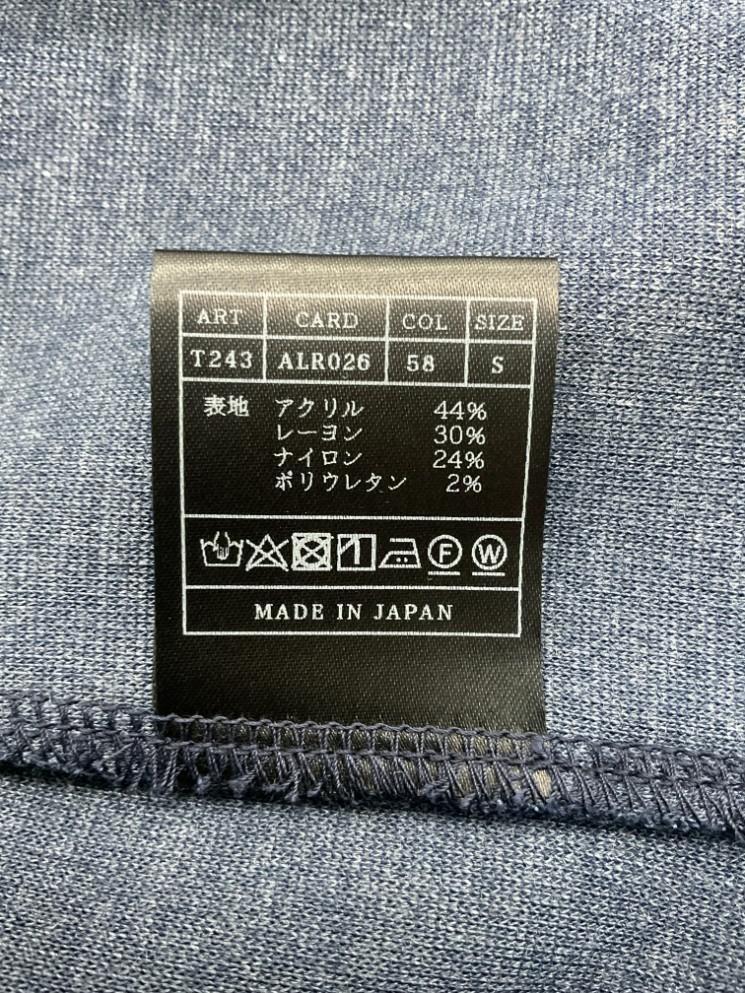 ART CARD COL SIZE
T243 ALR026 58 S
表地 アクリル 44%
レーヨン 30%
ナイロン 24%
ポリウレタン 2%
F W
MADE IN JAPAN